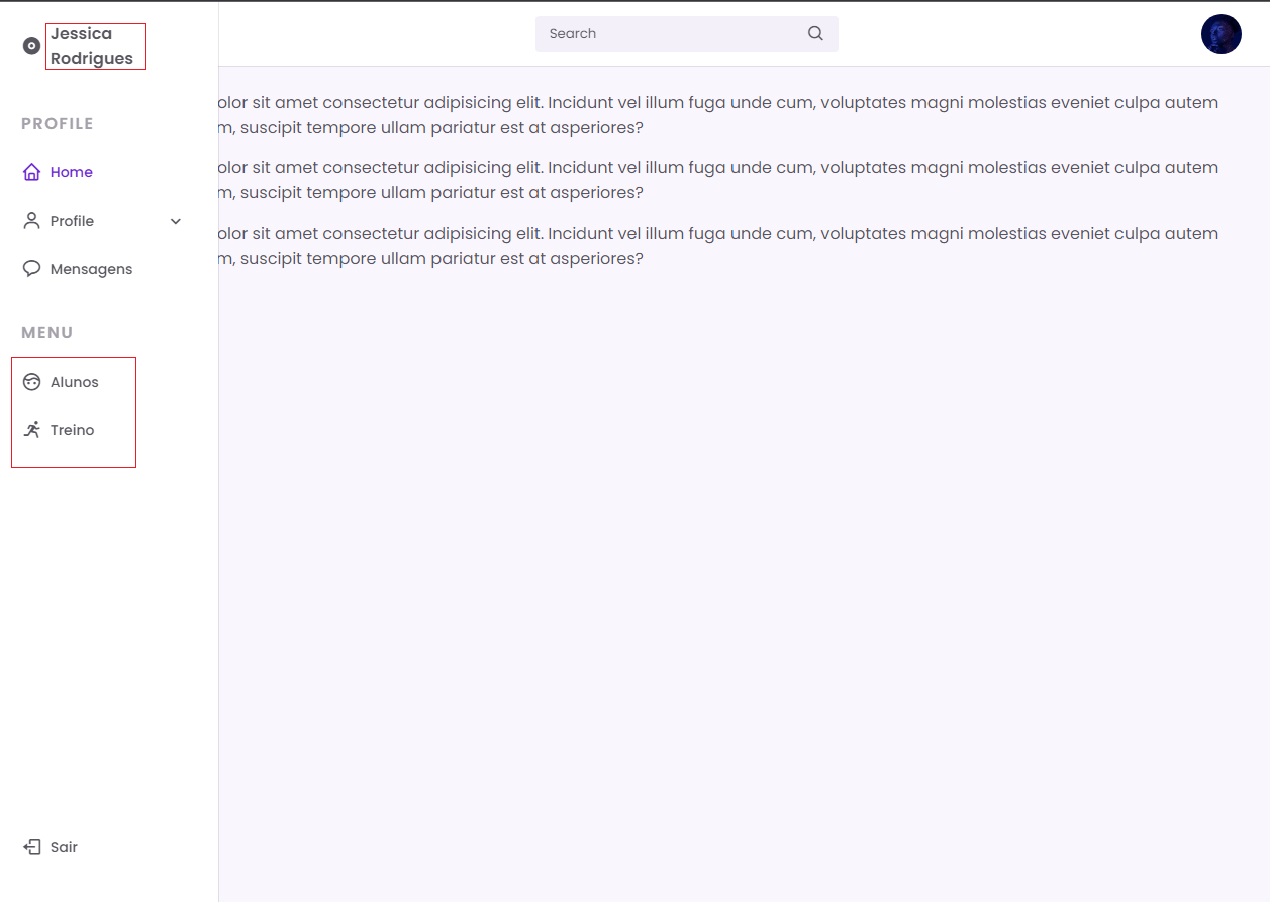 Jessica
Rodrigues
Search
PROFILE
Home
Profile
Mensagens
MENU
Alunos
Treino
Sair
olor sit amet consectetur adipisicing elit. Incidunt vel illum fuga unde cum, voluptates magni molestias eveniet culpa autem
m, suscipit tempore ullam pariatur est at asperiores?
olor sit amet consectetur adipisicing elit. Incidunt vel illum fuga unde cum, voluptates magni molestias eveniet culpa autem
m, suscipit tempore ullam pariatur est at asperiores?
olor sit amet consectetur adipisicing elit. Incidunt vel illum fuga unde cum, voluptates magni molestias eveniet culpa autem
m, suscipit tempore ullam pariatur est at asperiores?